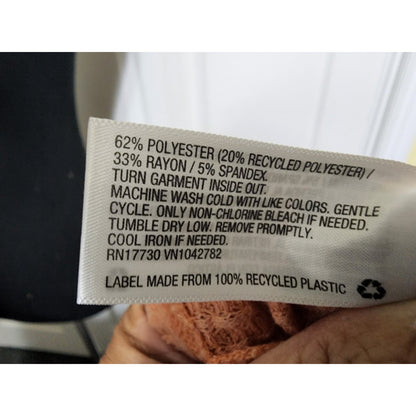 62% POLYESTER (20% RECYCLED POLYESTER) /
33% RAYON / 5% SPANDEX.
TURN GARMENT INSIDE OUT.
MACHINE WASH COLD WITH LIKE COLORS. GENTLE
CYCLE. ONLY NON-CHLORINE BLEACH IF NEEDED.
TUMBLE DRY LOW. REMOVE PROMPTLY.
COOL IRON IF NEEDED.
RN17730 VN1042782
LABEL MADE FROM 100% RECYCLED PLASTIC